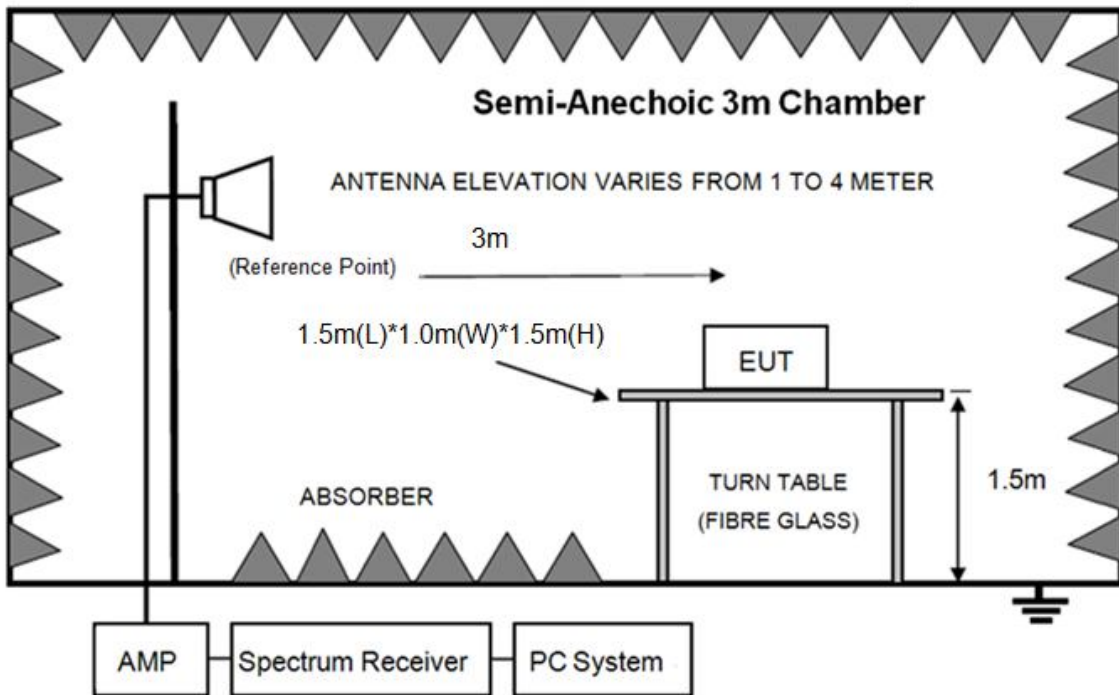 Semi-Anechoic 3m Chamber
ANTENNA ELEVATION VARIES FROM 1 TO 4 METER
3m
(Reference Point)
1.5m(L)*1.0m(W)*1.5m(H)
EUT
ABSORBER
TURN TABLE
(FIBRE GLASS)
1.5m
AMP
Spectrum Receiver
PC System